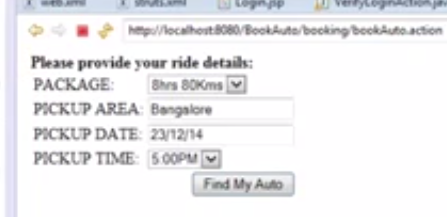 web.xml struts.xml Login.jsp VerifyLoginAction.jav
http://localhost:8080/BookAuto/booking/bookAuto.action
Please provide your ride details:
PACKAGE: 8hrs 80Kms
PICKUP AREA: Bangalore
PICKUP DATE: 23/12/14
PICKUP TIME: 5:00PM
Find My Auto